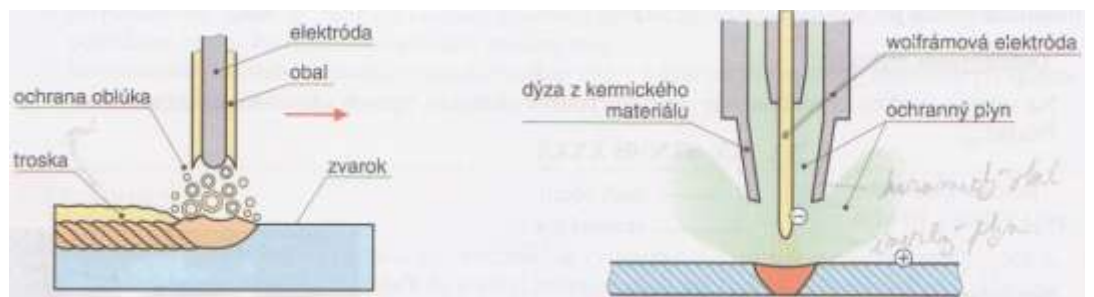 elektróda
obal
ochrana oblúka
troska
zvarok
wolfrámová elektróda
dýza z kermického
materiálu
ochranný plyn
−
+